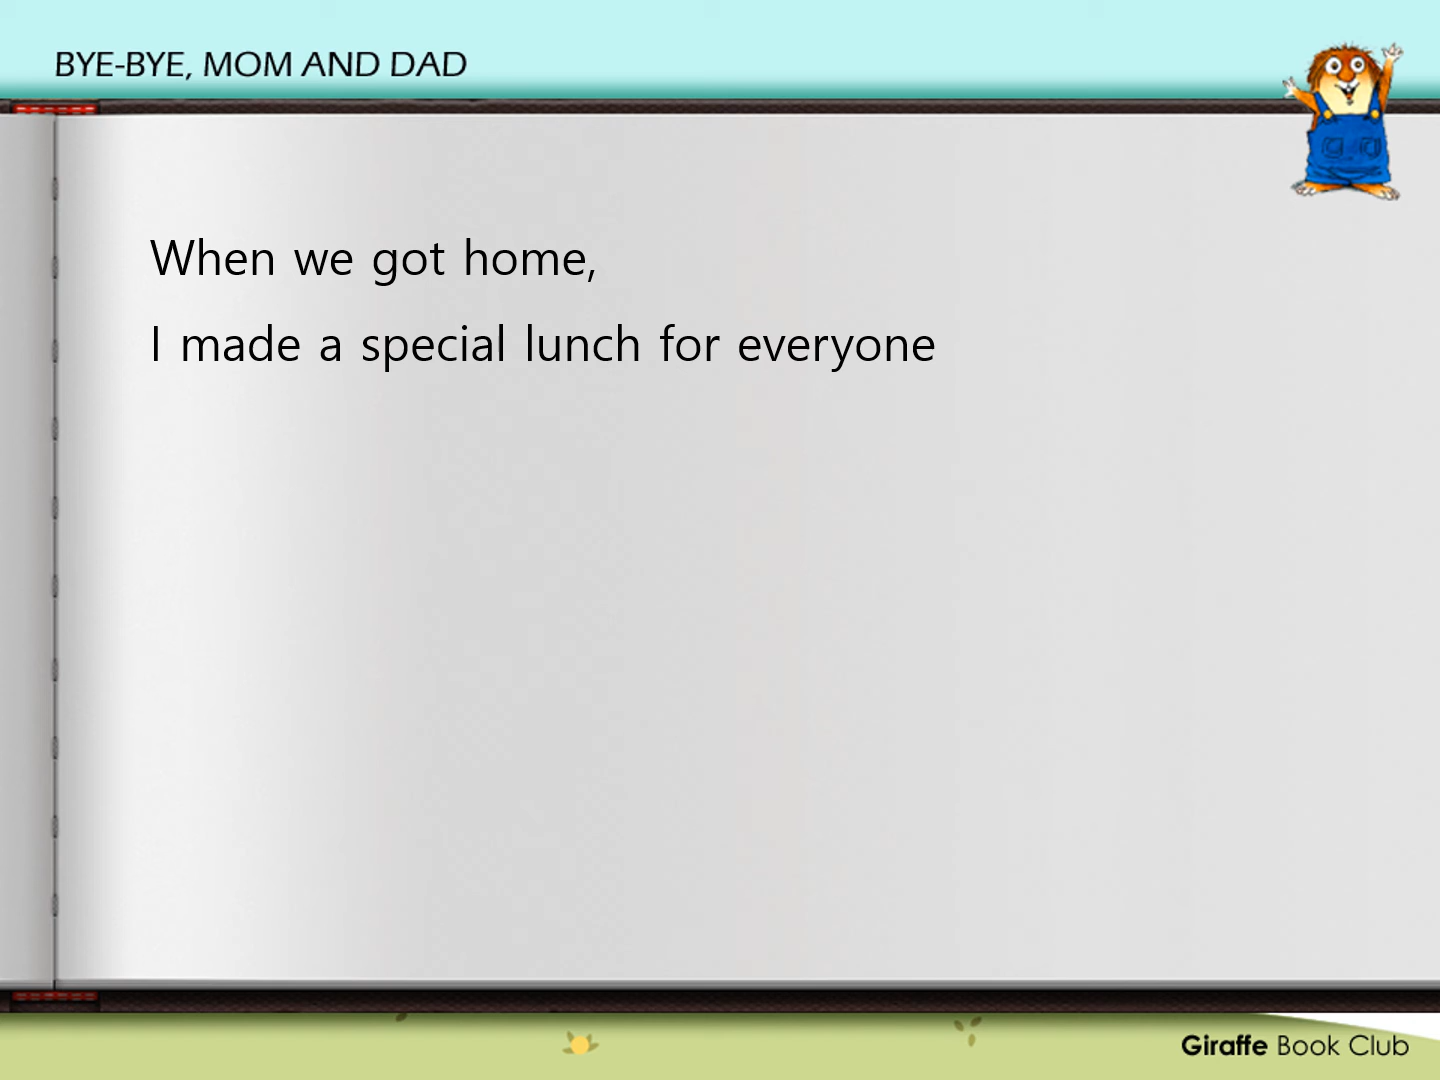 BYE-BYE, MOM AND DAD
When we got home,
I made a special lunch for everyone
Giraffe Book Club